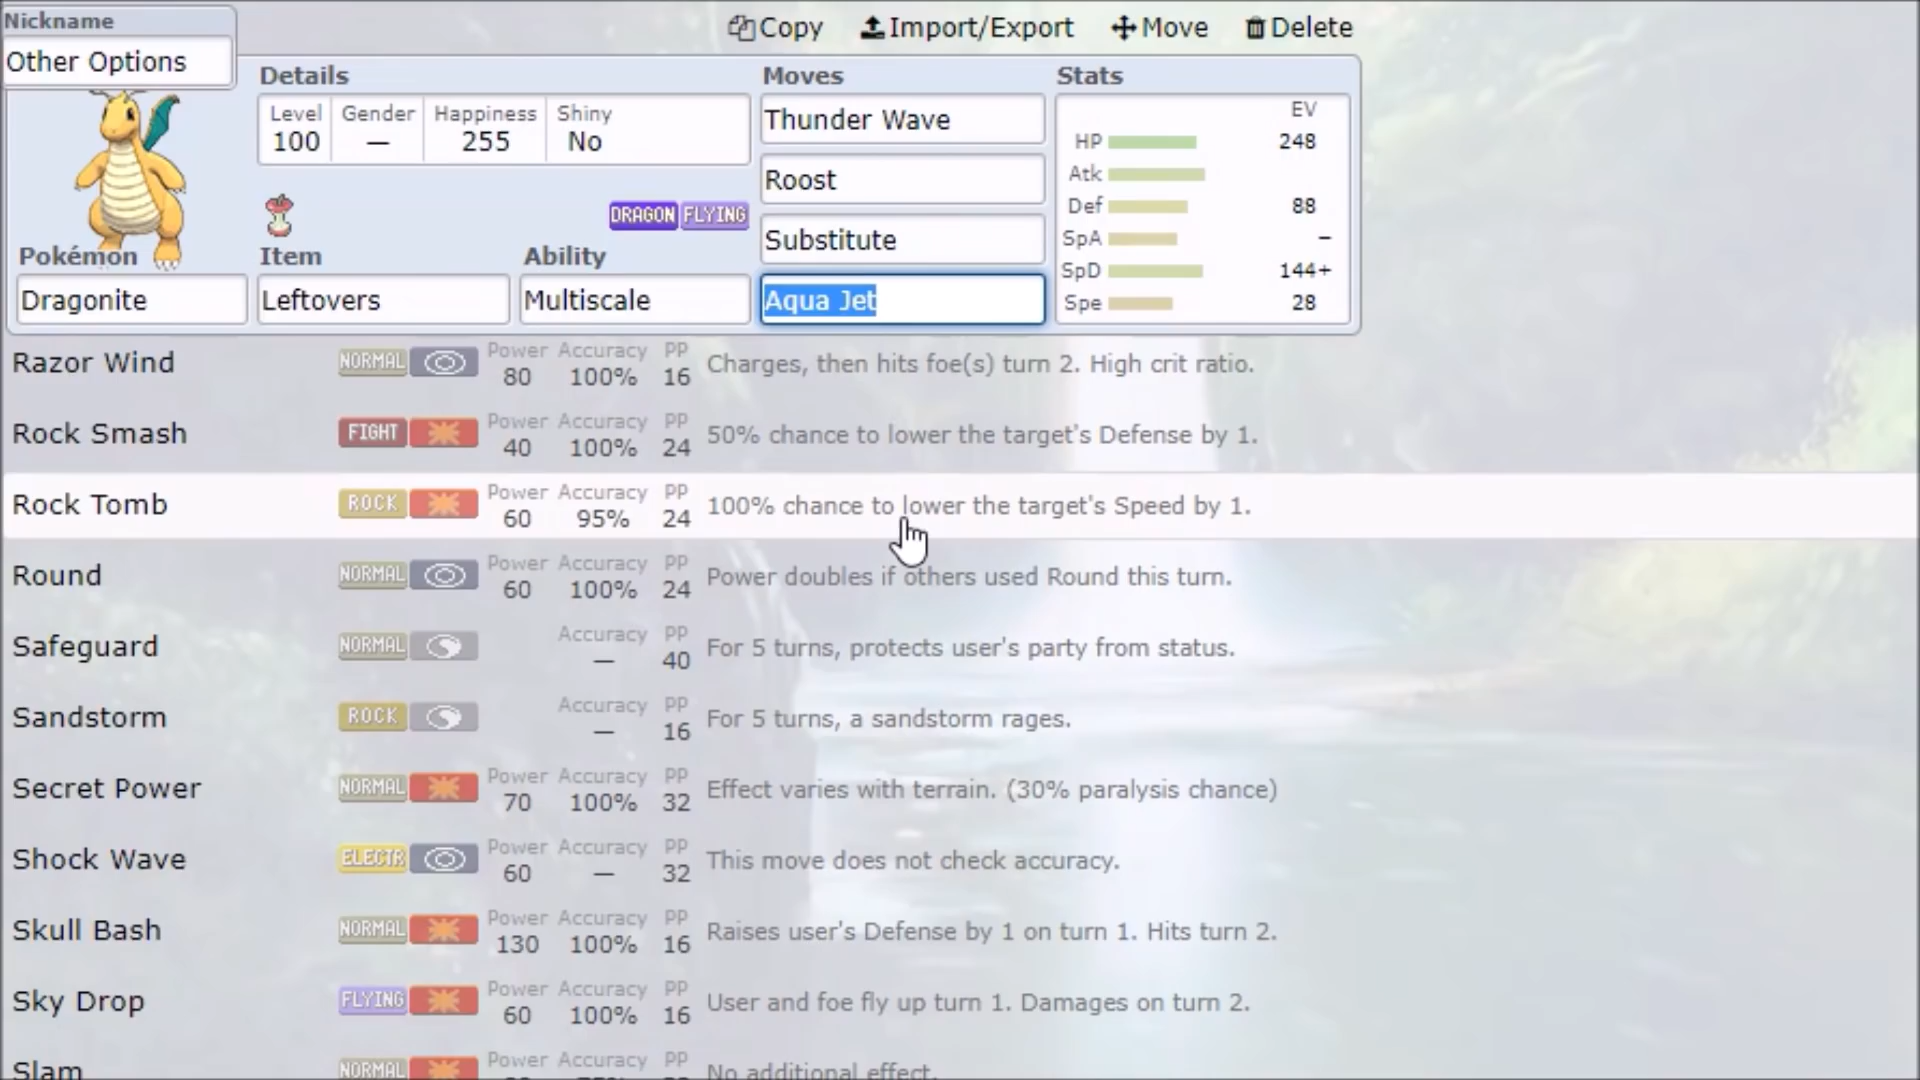 Nickname
Other Options
Copy Import/Export Move Delete
Details
Level Gender Happiness Shiny
100 — 255 No
DRAGON FLYING
Pokémon Item Ability
Dragonite Leftovers Multiscale
Moves
Thunder Wave
Roost
Substitute
Aqua Jet
Stats
EV
HP 248
Atk
Def 88
SpA –
SpD 144+
Spe 28
Razor Wind NORMAL Power 80 Accuracy 100% PP 16 Charges, then hits foe(s) turn 2. High crit ratio.
Rock Smash FIGHT Power 40 Accuracy 100% PP 24 50% chance to lower the target's Defense by 1.
Rock Tomb ROCK Power 60 Accuracy 95% PP 24 100% chance to lower the target's Speed by 1.
Round NORMAL Power 60 Accuracy 100% PP 24 Power doubles if others used Round this turn.
Safeguard NORMAL Accuracy — PP 40 For 5 turns, protects user's party from status.
Sandstorm ROCK Accuracy — PP 16 For 5 turns, a sandstorm rages.
Secret Power NORMAL Power 70 Accuracy 100% PP 32 Effect varies with terrain. (30% paralysis chance)
Shock Wave ELECTR Power 60 Accuracy — PP 32 This move does not check accuracy.
Skull Bash NORMAL Power 130 Accuracy 100% PP 16 Raises user's Defense by 1 on turn 1. Hits turn 2.
Sky Drop FLYING Power 60 Accuracy 100% PP 16 User and foe fly up turn 1. Damages on turn 2.
Slam NORMAL Power Accuracy PP No additional effect.